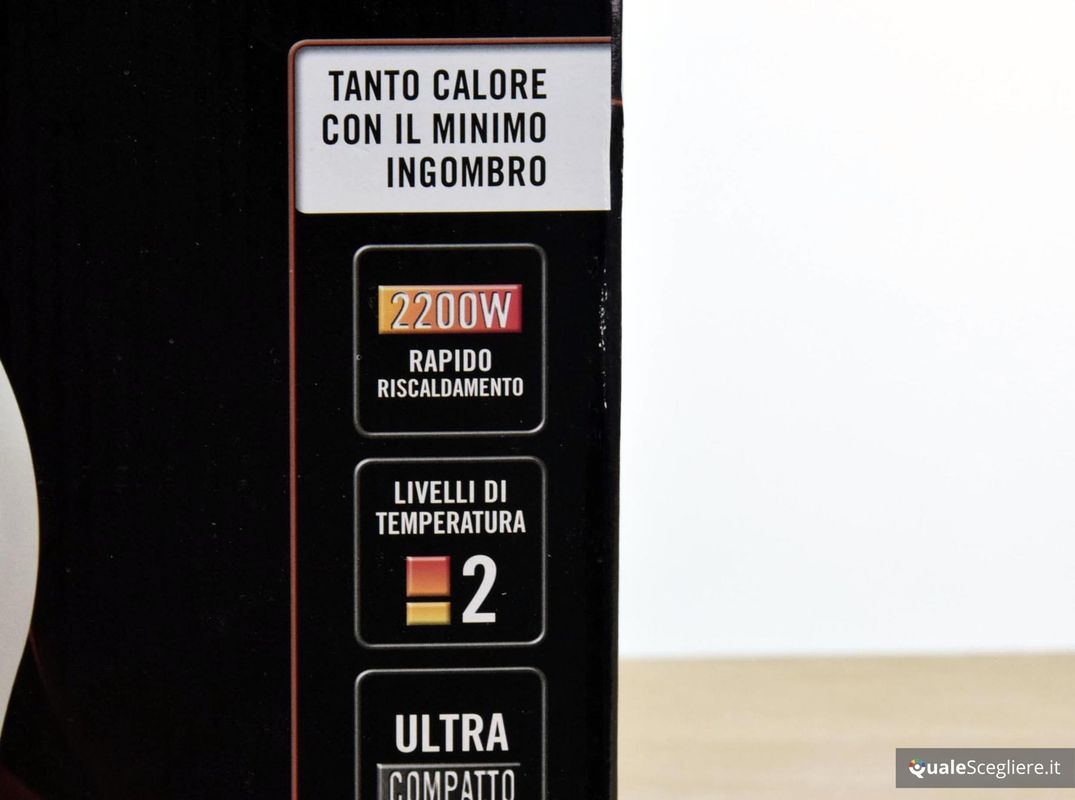 TANTO CALORE
CON IL MINIMO
INGOMBRO
2200W
RAPIDO
RISCALDAMENTO
LIVELLI DI
TEMPERATURA
2
ULTRA
COMPATTO
QualeScegliere.it